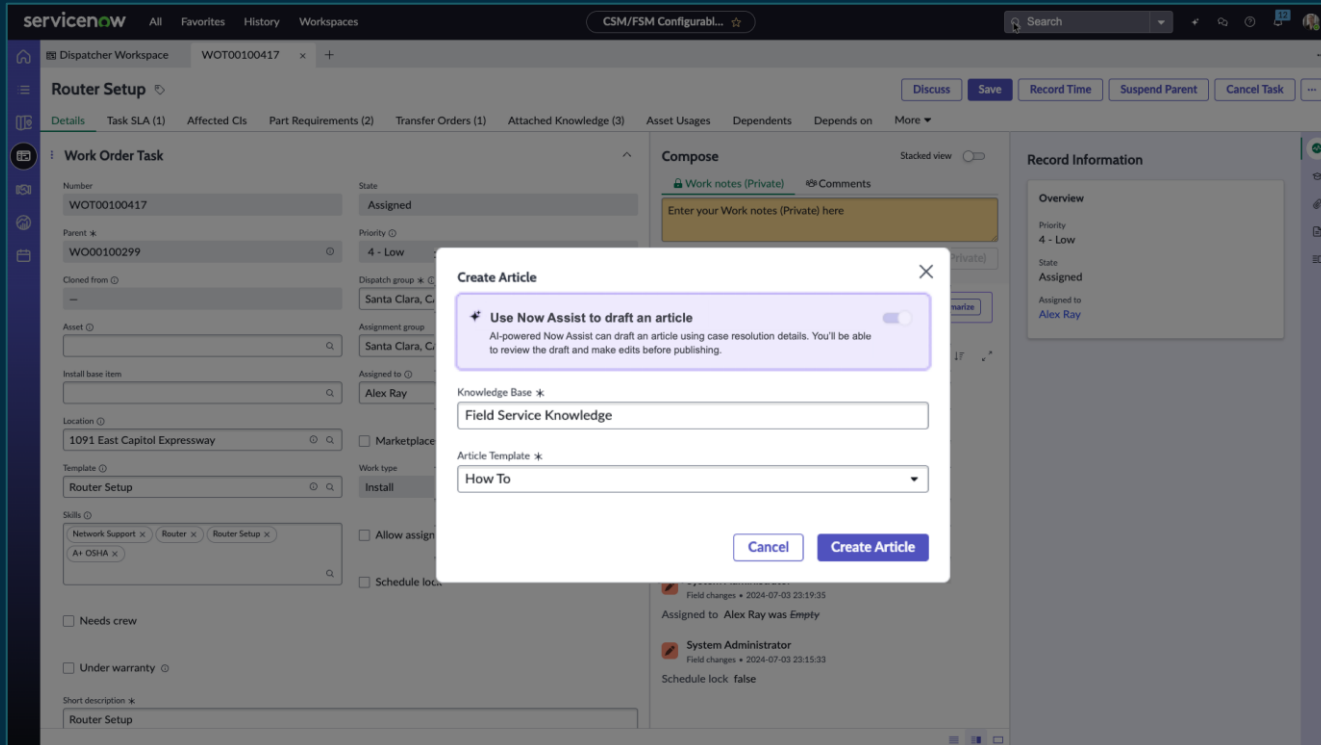 servicenow All Favorites History Workspaces CSM/FSM Configurabl... Search 12
Dispatcher Workspace WOT00100417 × +
Router Setup Discuss Save Record Time Suspend Parent Cancel Task ...
Details Task SLA (1) Affected CIs Part Requirements (2) Transfer Orders (1) Attached Knowledge (3) Asset Usages Dependents Depends on More
Work Order Task
Number
WOT00100417
State
Assigned
Parent *
WO00100299
Priority
4 - Low
Cloned from
—
Dispatch group *
Santa Clara,
Asset
Assignment group
Santa Clara,
Install base item
Assigned to
Alex Ray
Location
1091 East Capitol Expressway
Marketplace
Template
Router Setup
Work type
Install
Skills
Network Support × Router × Router Setup ×
A+ OSHA ×
Allow assign
Schedule lock
Needs crew
Under warranty
Short description *
Router Setup
Create Article
Use Now Assist to draft an article
AI-powered Now Assist can draft an article using case resolution details. You'll be able
to review the draft and make edits before publishing.
Knowledge Base *
Field Service Knowledge
Article Template *
How To
Cancel Create Article
Compose Stacked view
Work notes (Private) Comments
Enter your Work notes (Private) here
Private)
marize
Field changes • 2024-07-03 23:19:35
Assigned to Alex Ray was Empty
System Administrator
Field changes • 2024-07-03 23:15:33
Schedule lock false
Record Information
Overview
Priority
4 - Low
State
Assigned
Assigned to
Alex Ray